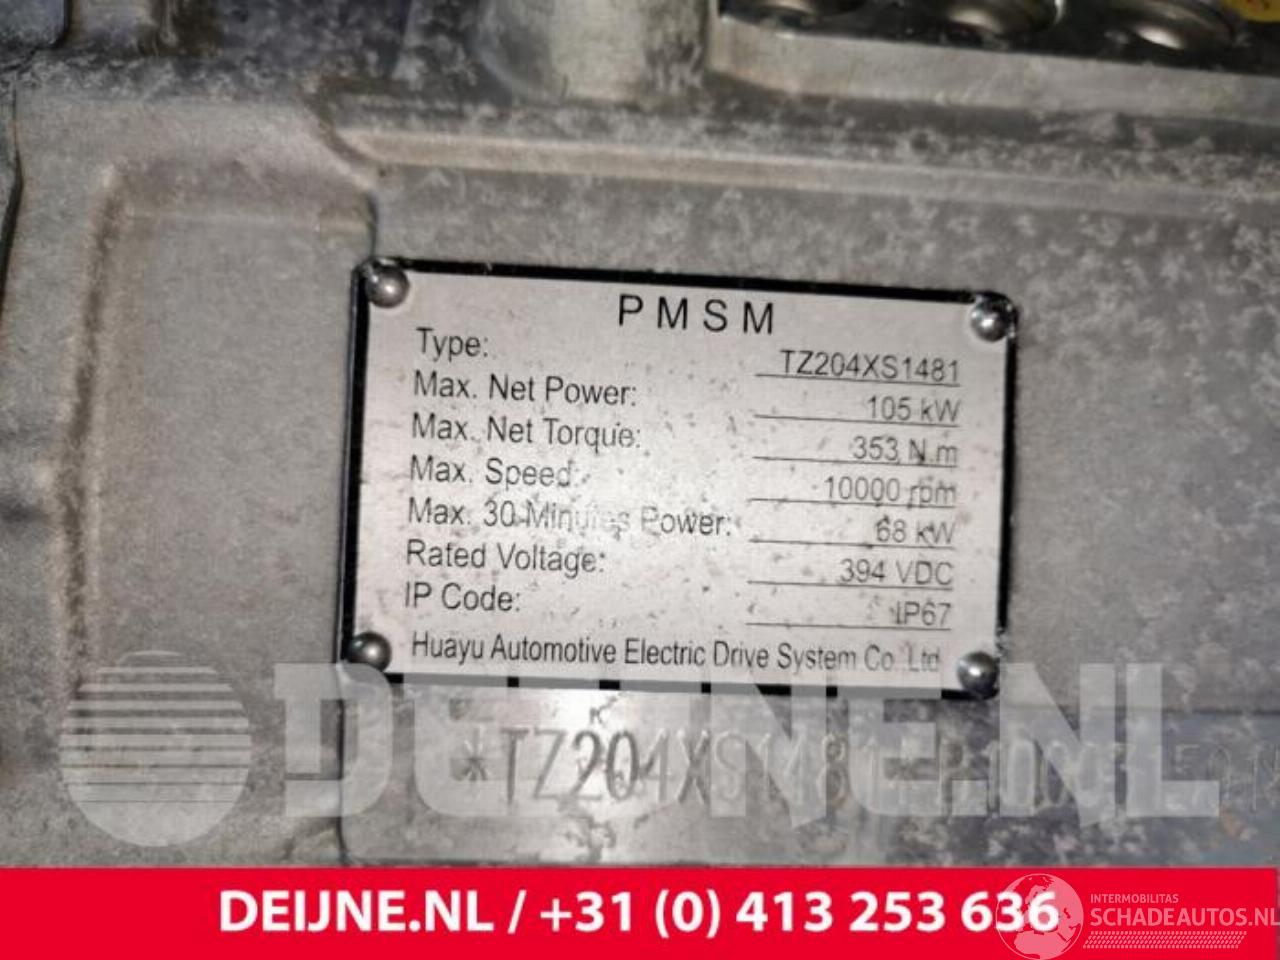 PMSM
Type: TZ204XS1481
Max. Net Power: 105 kW
Max. Net Torque: 353 N.m
Max. Speed: 10000 rpm
Max. 30 Minutes Power: 68 kW
Rated Voltage: 394 VDC
IP Code: IP67
Huayu Automotive Electric Drive System Co. Ltd
DEIJNE.NL
*TZ204XS1481
DEIJNE.NL / +31 (0) 413 253 636
INTERMOBILITAS
SCHADEAUTOS.NL